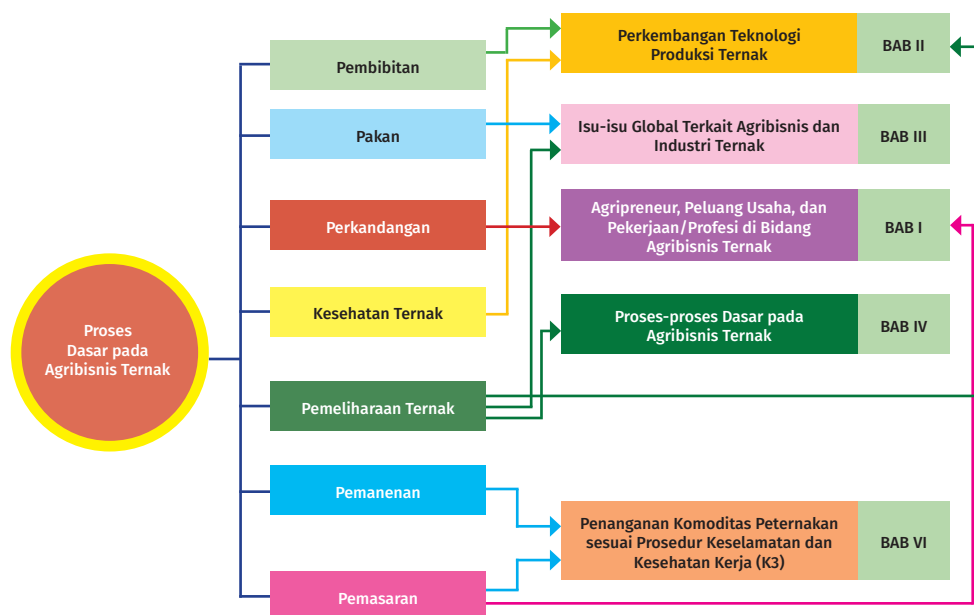 Proses
Dasar pada
Agribisnis Ternak
Pembibitan
Pakan
Perkandangan
Kesehatan Ternak
Pemeliharaan Ternak
Pemanenan
Pemasaran
Perkembangan Teknologi
Produksi Ternak
BAB II
Isu-isu Global Terkait Agribisnis dan
Industri Ternak
BAB III
Agripreneur, Peluang Usaha, dan
Pekerjaan/Profesi di Bidang
Agribisnis Ternak
BAB I
Proses-proses Dasar pada
Agribisnis Ternak
BAB IV
Penanganan Komoditas Peternakan
sesuai Prosedur Keselamatan dan
Kesehatan Kerja (K3)
BAB VI